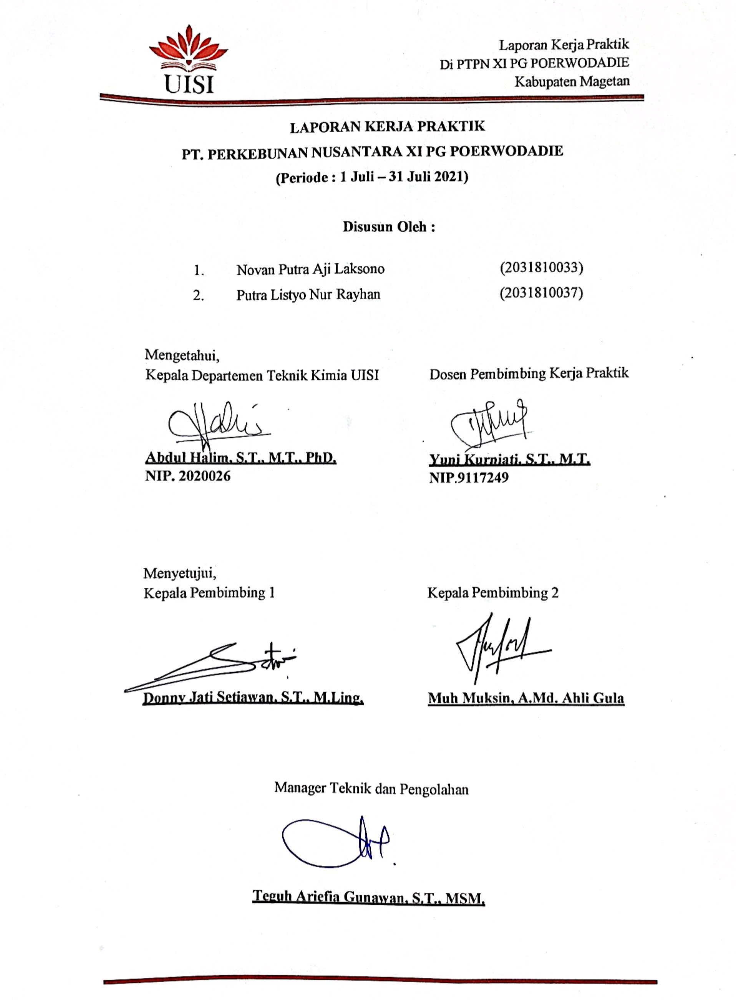 UISI
Laporan Kerja Praktik
Di PTPN XI PG POERWODADIE
Kabupaten Magetan
LAPORAN KERJA PRAKTIK
PT. PERKEBUNAN NUSANTARA XI PG POERWODADIE
(Periode : 1 Juli – 31 Juli 2021)
Disusun Oleh :
1. Novan Putra Aji Laksono (2031810033)
2. Putra Listyo Nur Rayhan (2031810037)
Mengetahui,
Kepala Departemen Teknik Kimia UISI
Dosen Pembimbing Kerja Praktik
Abdul Halim, S.T., M.T., PhD.
NIP. 2020026
Yuni Kurniati, S.T., M.T.
NIP.9117249
Menyetujui,
Kepala Pembimbing 1
Kepala Pembimbing 2
Donny Jati Setiawan, S.T., M.Ling.
Muh Muksin, A.Md. Ahli Gula
Manager Teknik dan Pengolahan
Teguh Ariefia Gunawan, S.T., MSM.